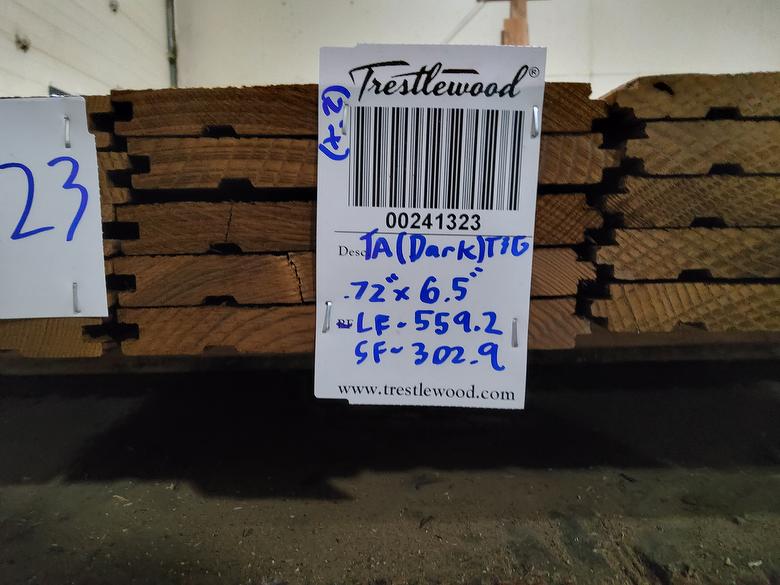 Trestlewood®
(2-X)
00241323
Desc TA (Dark) T&G
.72" x 6.5"
LF - 559.2
SF - 302.9
www.trestlewood.com
23